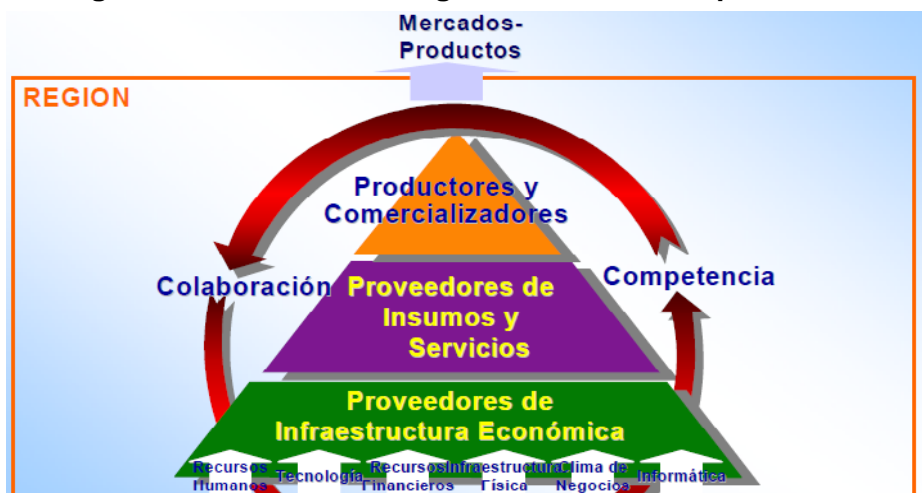 Mercados-
Productos
REGION
Productores y
Comercializadores
Colaboración
Competencia
Proveedores de
Insumos y
Servicios
Proveedores de
Infraestructura Económica
Recursos
Humanos
Tecnología
Recursos
Financieros
Infraestructura
Física
Clima de
Negocios
Informática